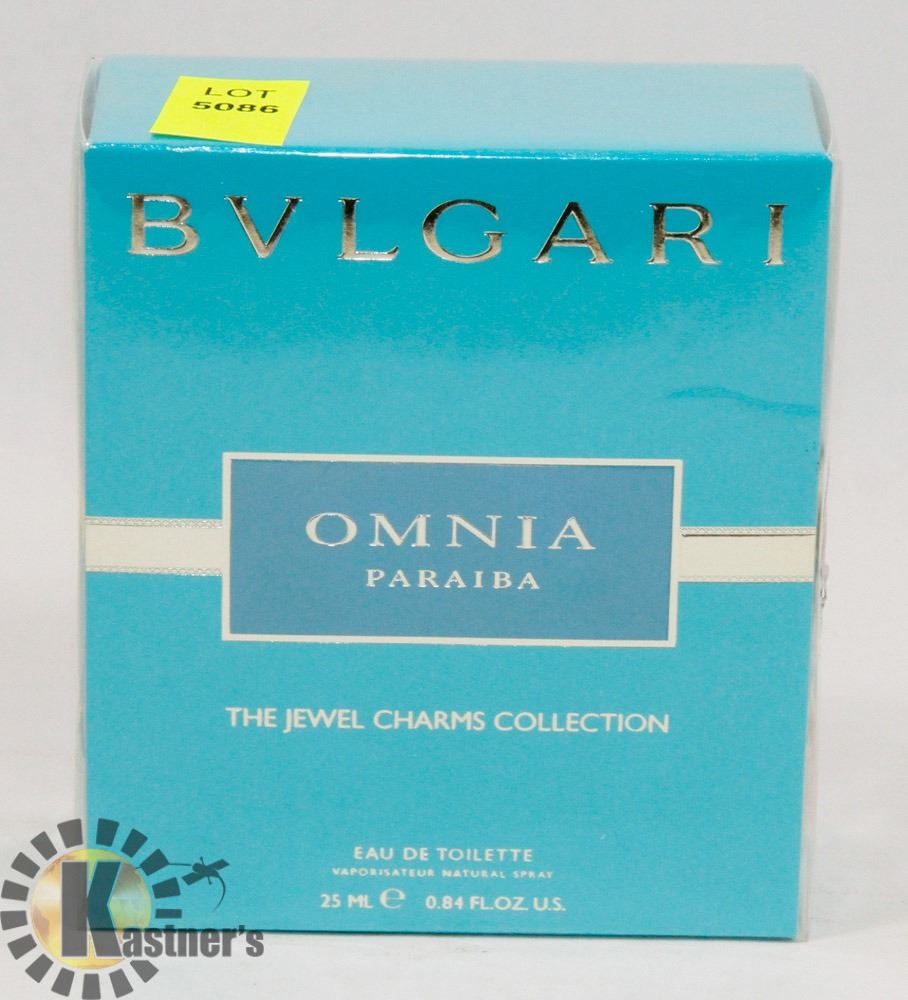 LOT
5086
BVLGARI
OMNIA
PARAIBA
THE JEWEL CHARMS COLLECTION
EAU DE TOILETTE
VAPORISATEUR NATURAL SPRAY
25 ML e 0.84 FL.OZ. U.S.
Kastner's